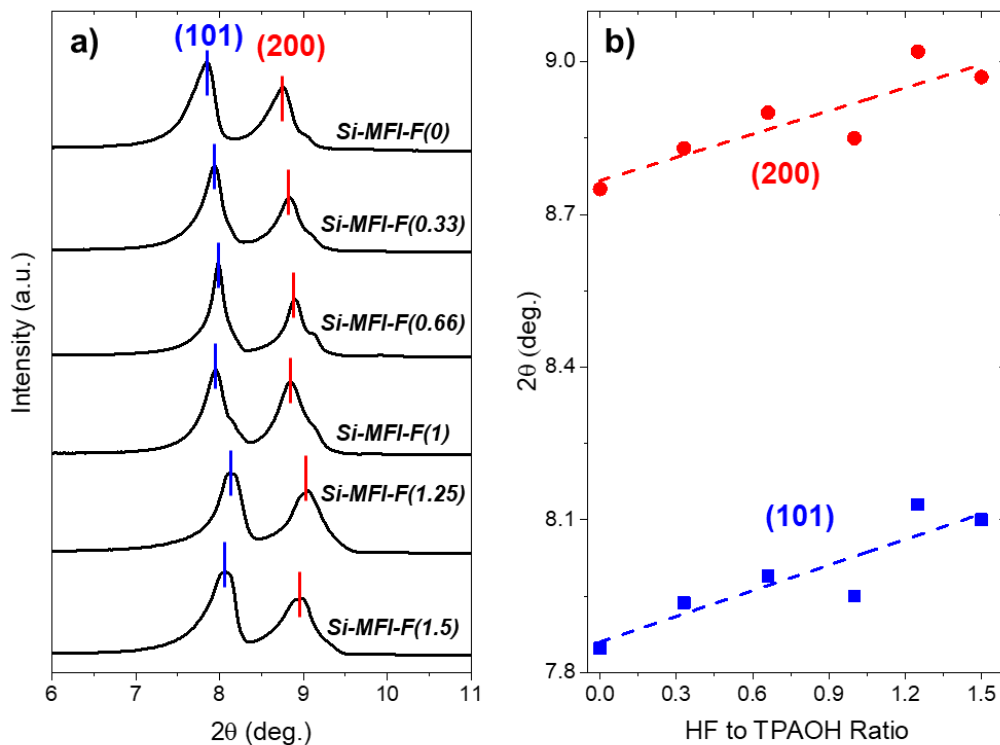 a)
(101)
(200)
Si-MFI-F(0)
Si-MFI-F(0.33)
Si-MFI-F(0.66)
Si-MFI-F(1)
Si-MFI-F(1.25)
Si-MFI-F(1.5)
Intensity (a.u.)
6 7 8 9 10 11
2θ (deg.)
b)
9.0
8.7
8.4
8.1
7.8
2θ (deg.)
(200)
(101)
0.0 0.3 0.6 0.9 1.2 1.5
HF to TPAOH Ratio